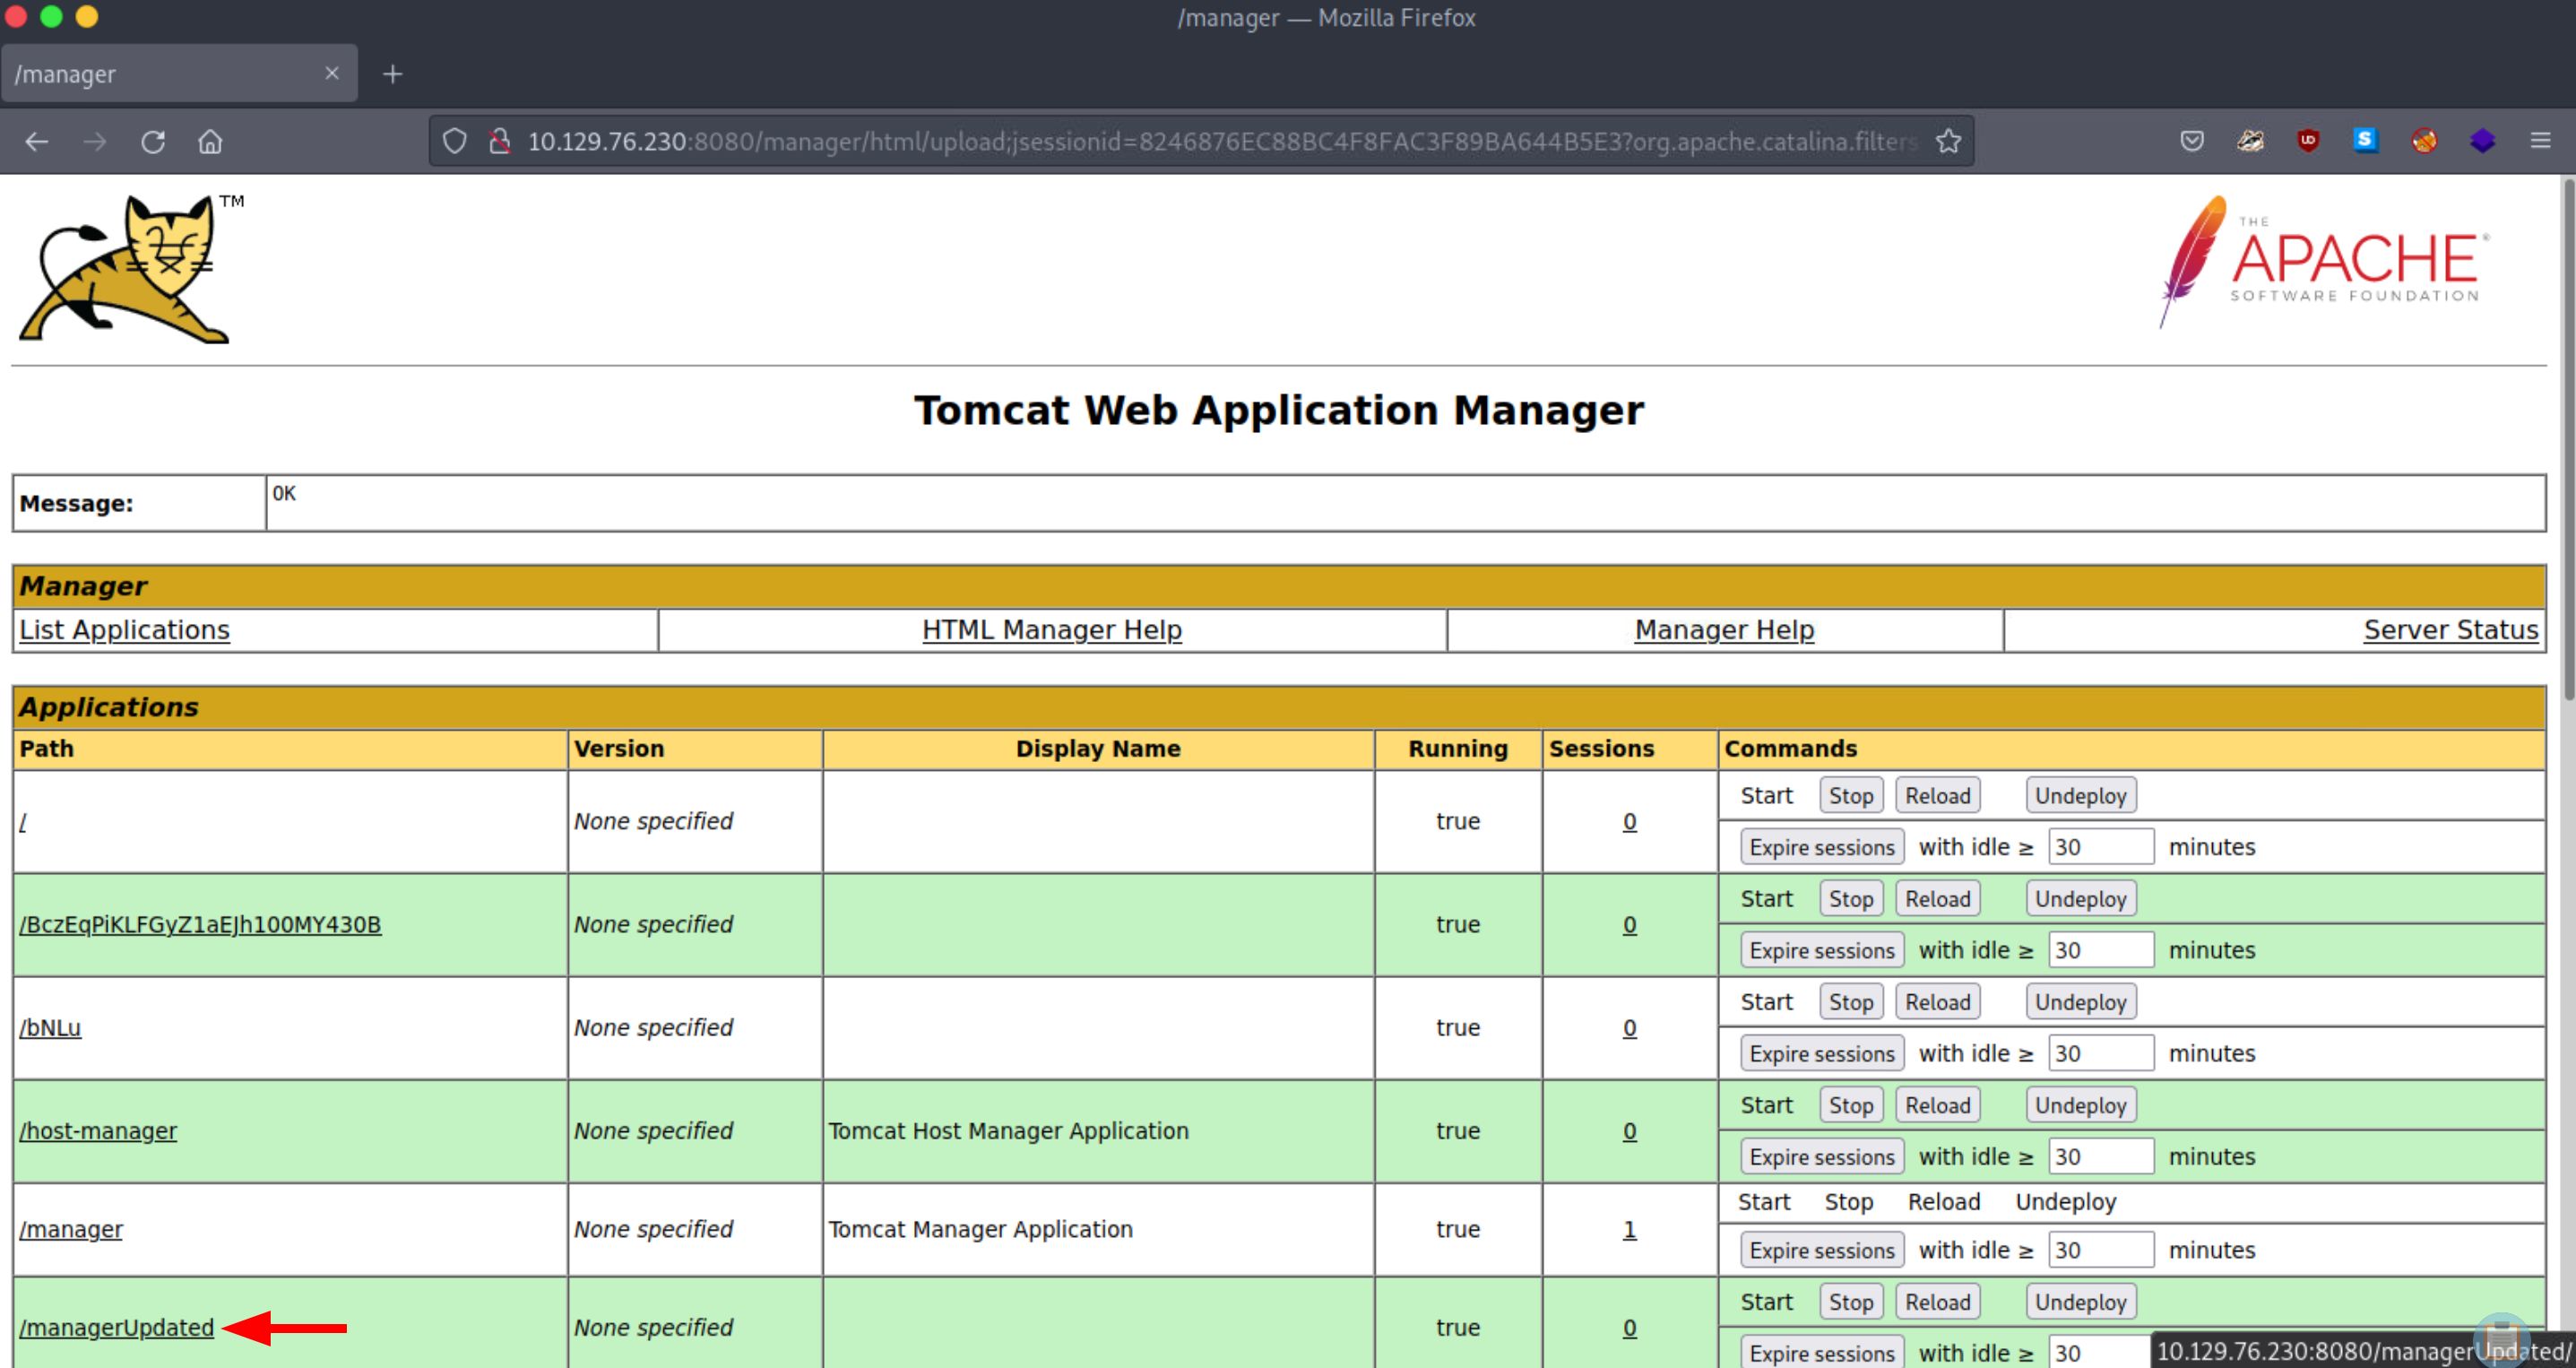 /manager — Mozilla Firefox
/manager
10.129.76.230:8080/manager/html/upload;jsessionid=8246876EC88BC4F8FAC3F89BA644B5E3?org.apache.catalina.filters
TM
THE
APACHE®
SOFTWARE FOUNDATION
Tomcat Web Application Manager
Message: OK
Manager
List Applications HTML Manager Help Manager Help Server Status
Applications
Path Version Display Name Running Sessions Commands
Start Stop Reload Undeploy
/ None specified true 0
Expire sessions with idle ≥ 30 minutes
Start Stop Reload Undeploy
/BczEqPiKLFGyZ1aEJh100MY430B None specified true 0
Expire sessions with idle ≥ 30 minutes
Start Stop Reload Undeploy
/bNLu None specified true 0
Expire sessions with idle ≥ 30 minutes
Start Stop Reload Undeploy
/host-manager None specified Tomcat Host Manager Application true 0
Expire sessions with idle ≥ 30 minutes
Start Stop Reload Undeploy
/manager None specified Tomcat Manager Application true 1
Expire sessions with idle ≥ 30 minutes
Start Stop Reload Undeploy
/managerUpdated None specified true 0
Expire sessions with idle ≥ 30
10.129.76.230:8080/managerUpdated/